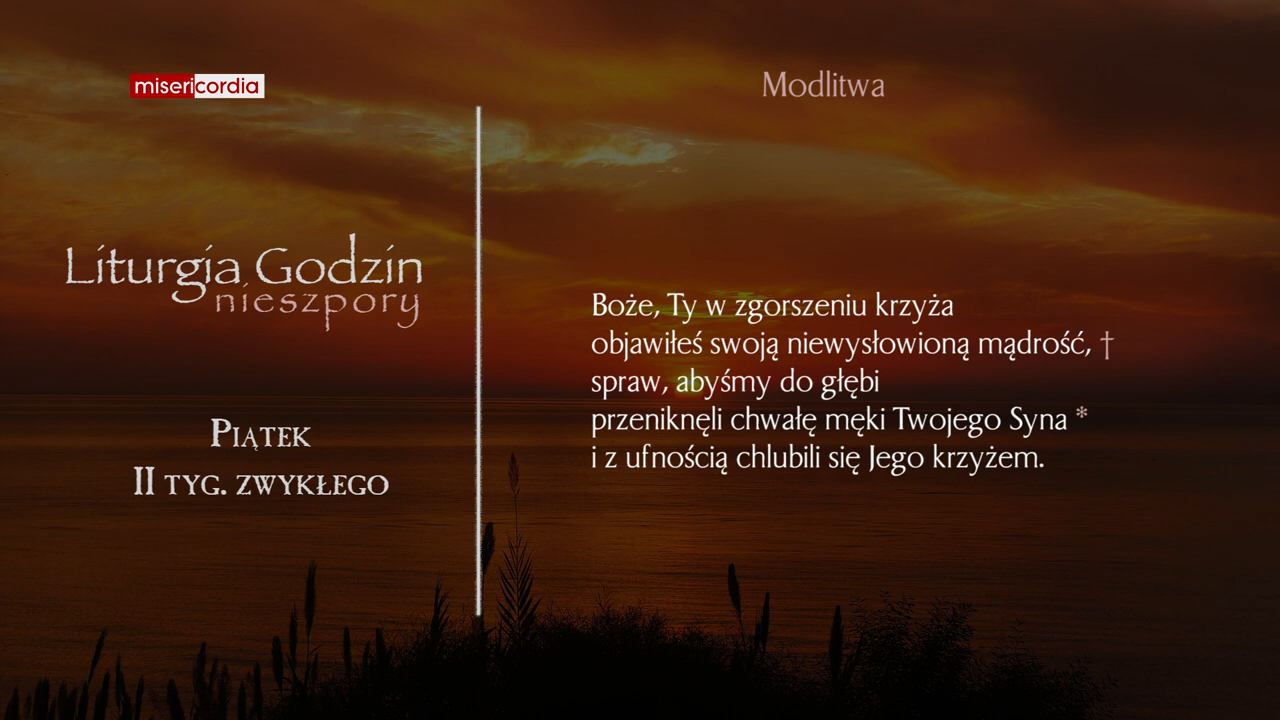 misericordia
Liturgia Godzin
nieszpory
Piątek
II tyg. zwykłego
Modlitwa
Boże, Ty w zgorszeniu krzyża
objawiłeś swoją niewysłowioną mądrość, †
spraw, abyśmy do głębi
przeniknęli chwałę męki Twojego Syna *
i z ufnością chlubili się Jego krzyżem.